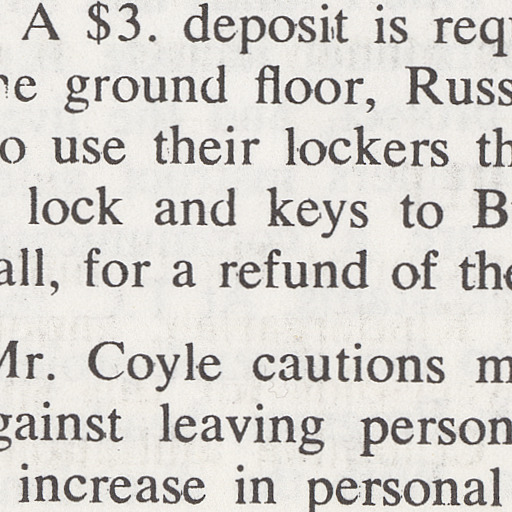 A $3. deposit is requ
ne ground floor, Russ
o use their lockers th
lock and keys to B
all, for a refund of the
Mr. Coyle cautions m
gainst leaving person
increase in personal